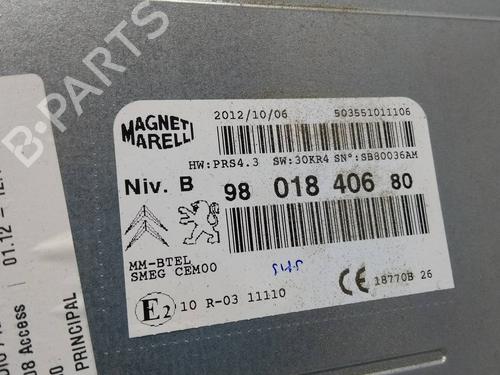 B-PARTS
MAGNETI MARELLI
2012/10/06 503551011106
HW:PRS4.3 SW:30KR4 SN°:SB80036AM
Niv. B 98 018 406 80
MM-BTEL
SMEG CEM00
E2 10 R-03 11110
CE 18770B 26
08 Access | 01.12 -
PRINCIPAL